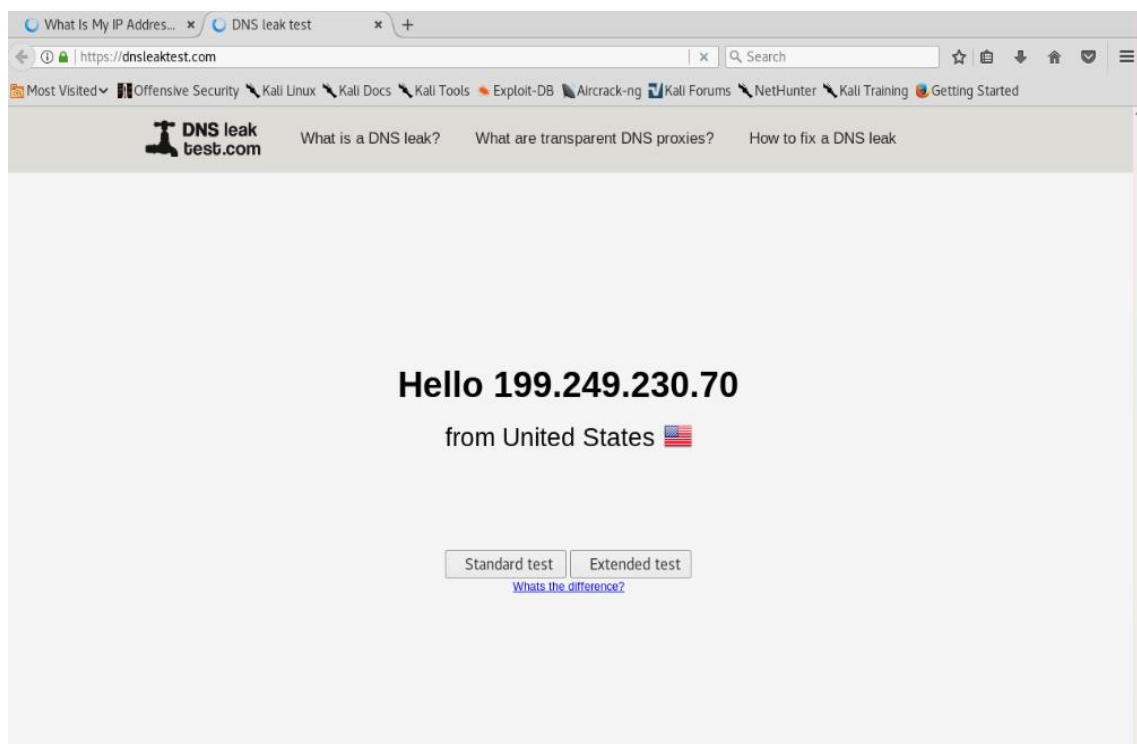 What Is My IP Addres... DNS leak test
https://dnsleaktest.com Search
Most Visited Offensive Security Kali Linux Kali Docs Kali Tools Exploit-DB Aircrack-ng Kali Forums NetHunter Kali Training Getting Started
DNS leak
test.com
What is a DNS leak? What are transparent DNS proxies? How to fix a DNS leak
Hello 199.249.230.70
from United States
Standard test Extended test
Whats the difference?